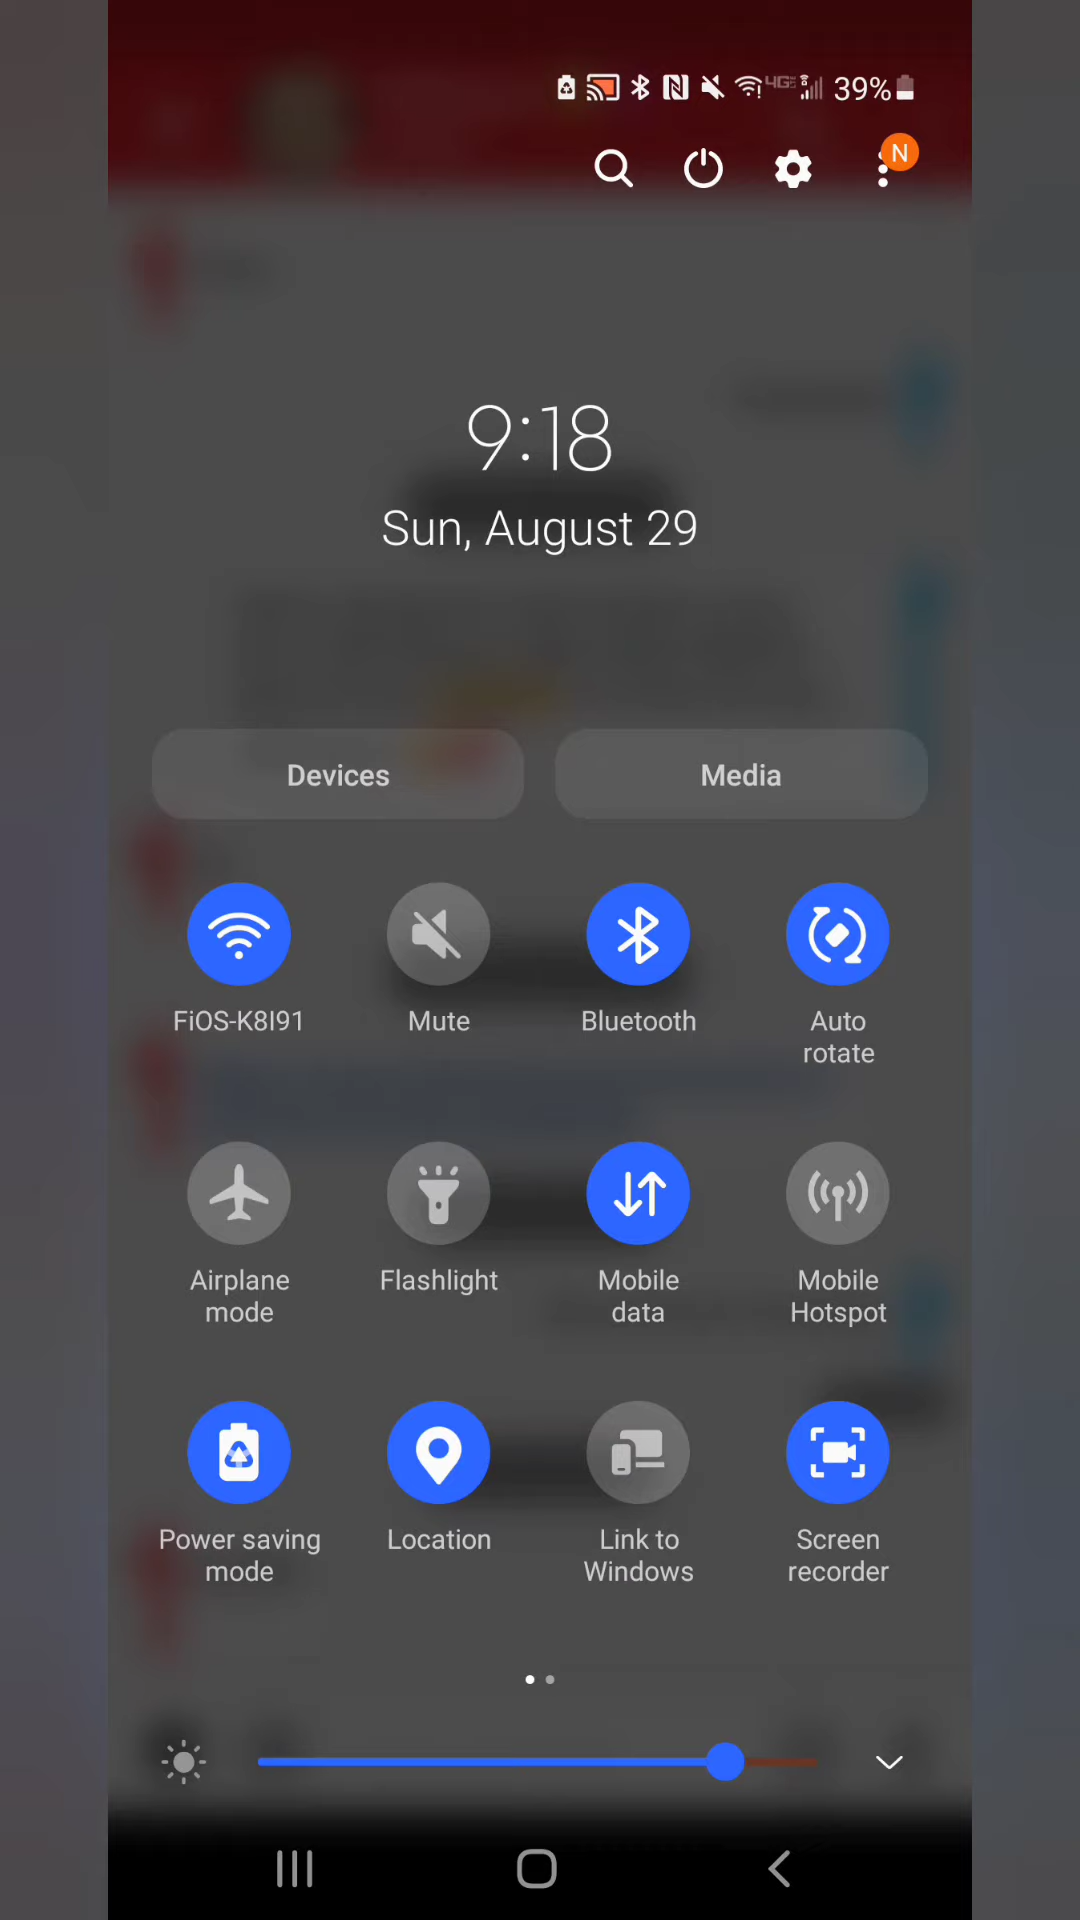 4G 39%
N
9:18
Sun, August 29
Devices Media
FiOS-K8I91 Mute Bluetooth Auto
rotate
Airplane Flashlight Mobile Mobile
mode data Hotspot
Power saving Location Link to Screen
mode Windows recorder